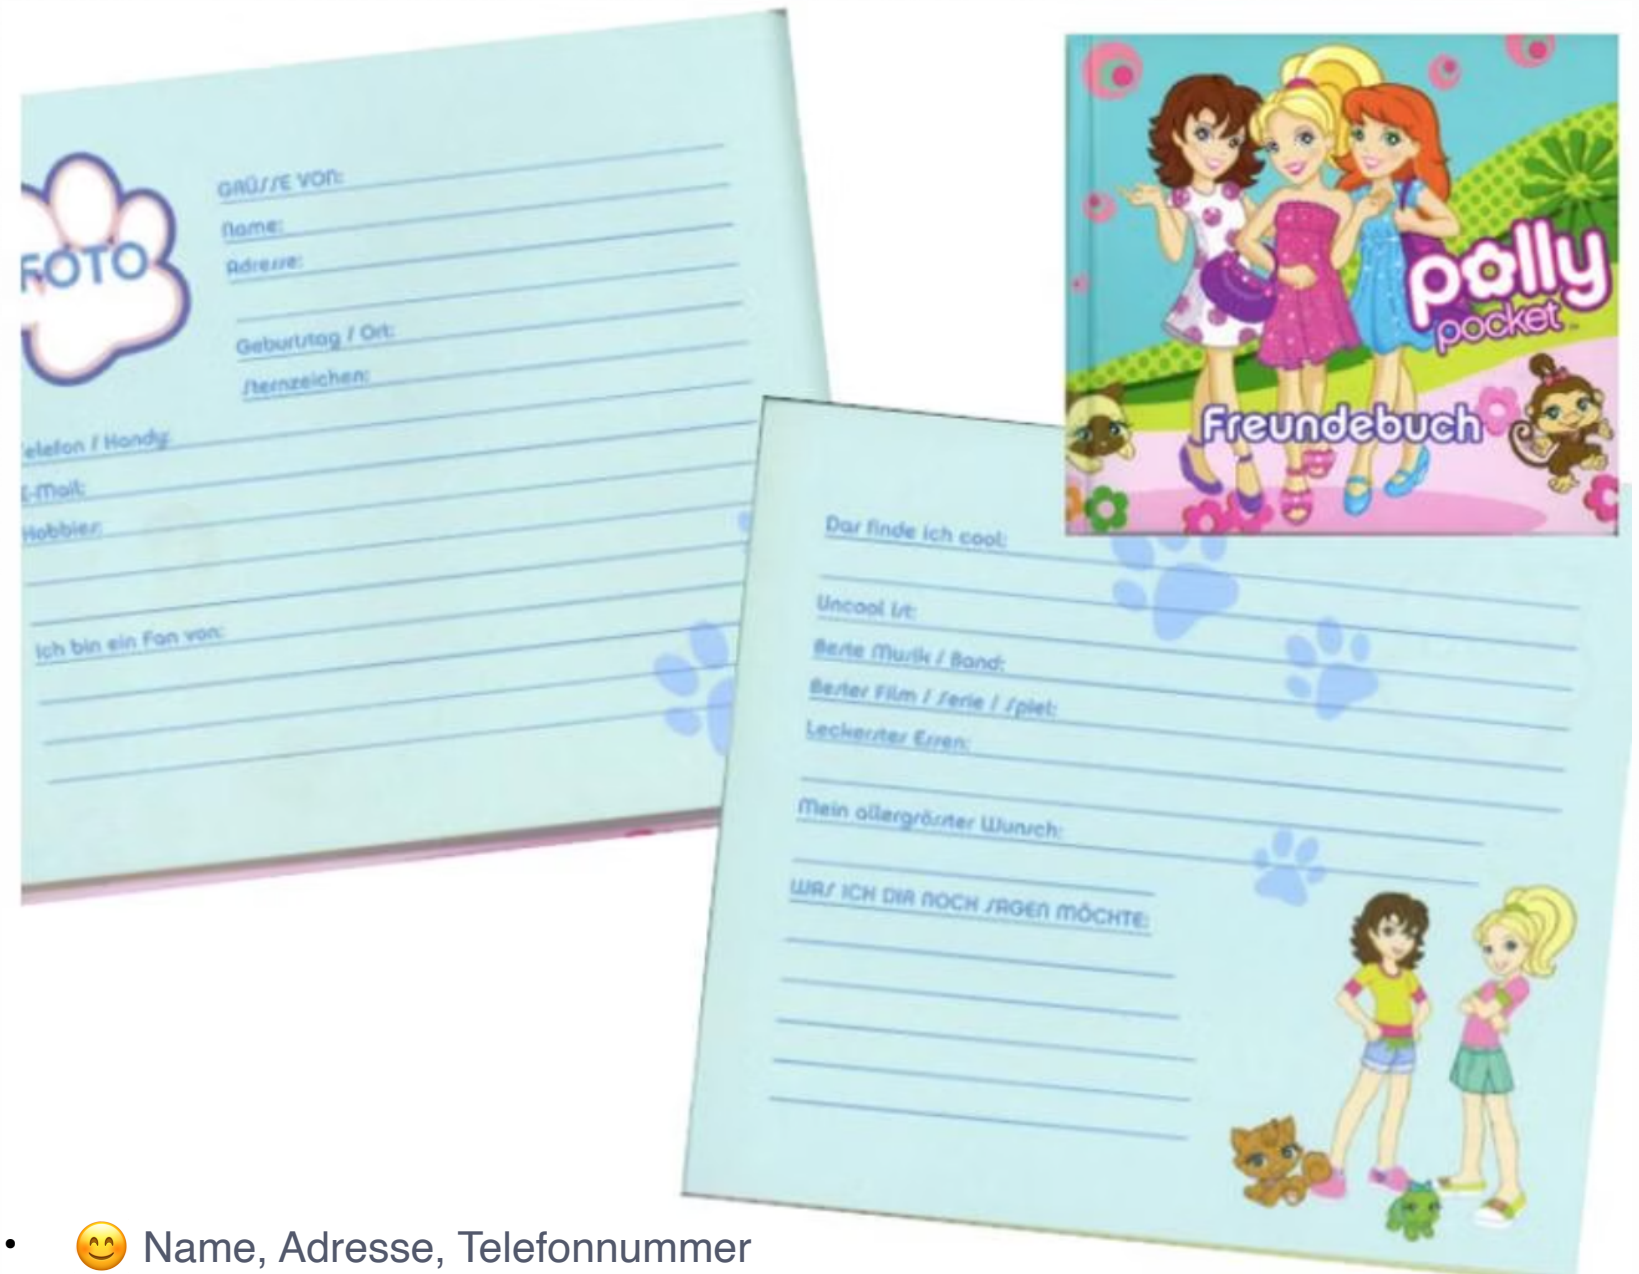 FOTO
GRÜSSE VON:
Name:
Adresse:
Geburtstag / Ort:
Sternzeichen:
Telefon / Handy:
E-Mail:
Hobbies:
Ich bin ein Fan von:
polly
pocket
Freundebuch
Das finde ich cool:
Uncool ist:
Beste Musik / Band:
Bester Film / Serie / Spiel:
Leckerster Essen:
Mein allergrösster Wunsch:
WAS ICH DIR NOCH SAGEN MÖCHTE:
• 😊 Name, Adresse, Telefonnummer